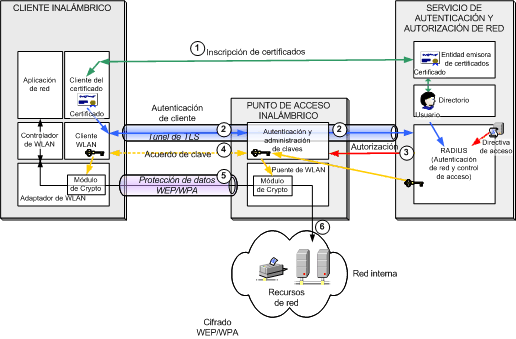 CLIENTE INALÁMBRICO
SERVICIO DE
AUTENTICACIÓN Y
AUTORIZACIÓN DE RED
1
Inscripción de certificados
Aplicación
de red
Cliente del
certificado
Certificado
Entidad emisora
de certificados
Certificado
Directorio
Usuario
Autenticación
de cliente
PUNTO DE ACCESO
INALÁMBRICO
Controlador
de WLAN
Cliente
WLAN
Túnel de TLS
2
Autenticación y
administración
de claves
2
Directiva
de acceso
RADIUS
(Autenticación
de red y control
de acceso)
Acuerdo de clave
4
Autorización
3
Módulo
de Crypto
Adaptador de WLAN
Protección de datos
WEP/WPA
5
Puente de WLAN
Módulo
de Crypto
6
Red interna
Recursos
de red
Cifrado
WEP/WPA